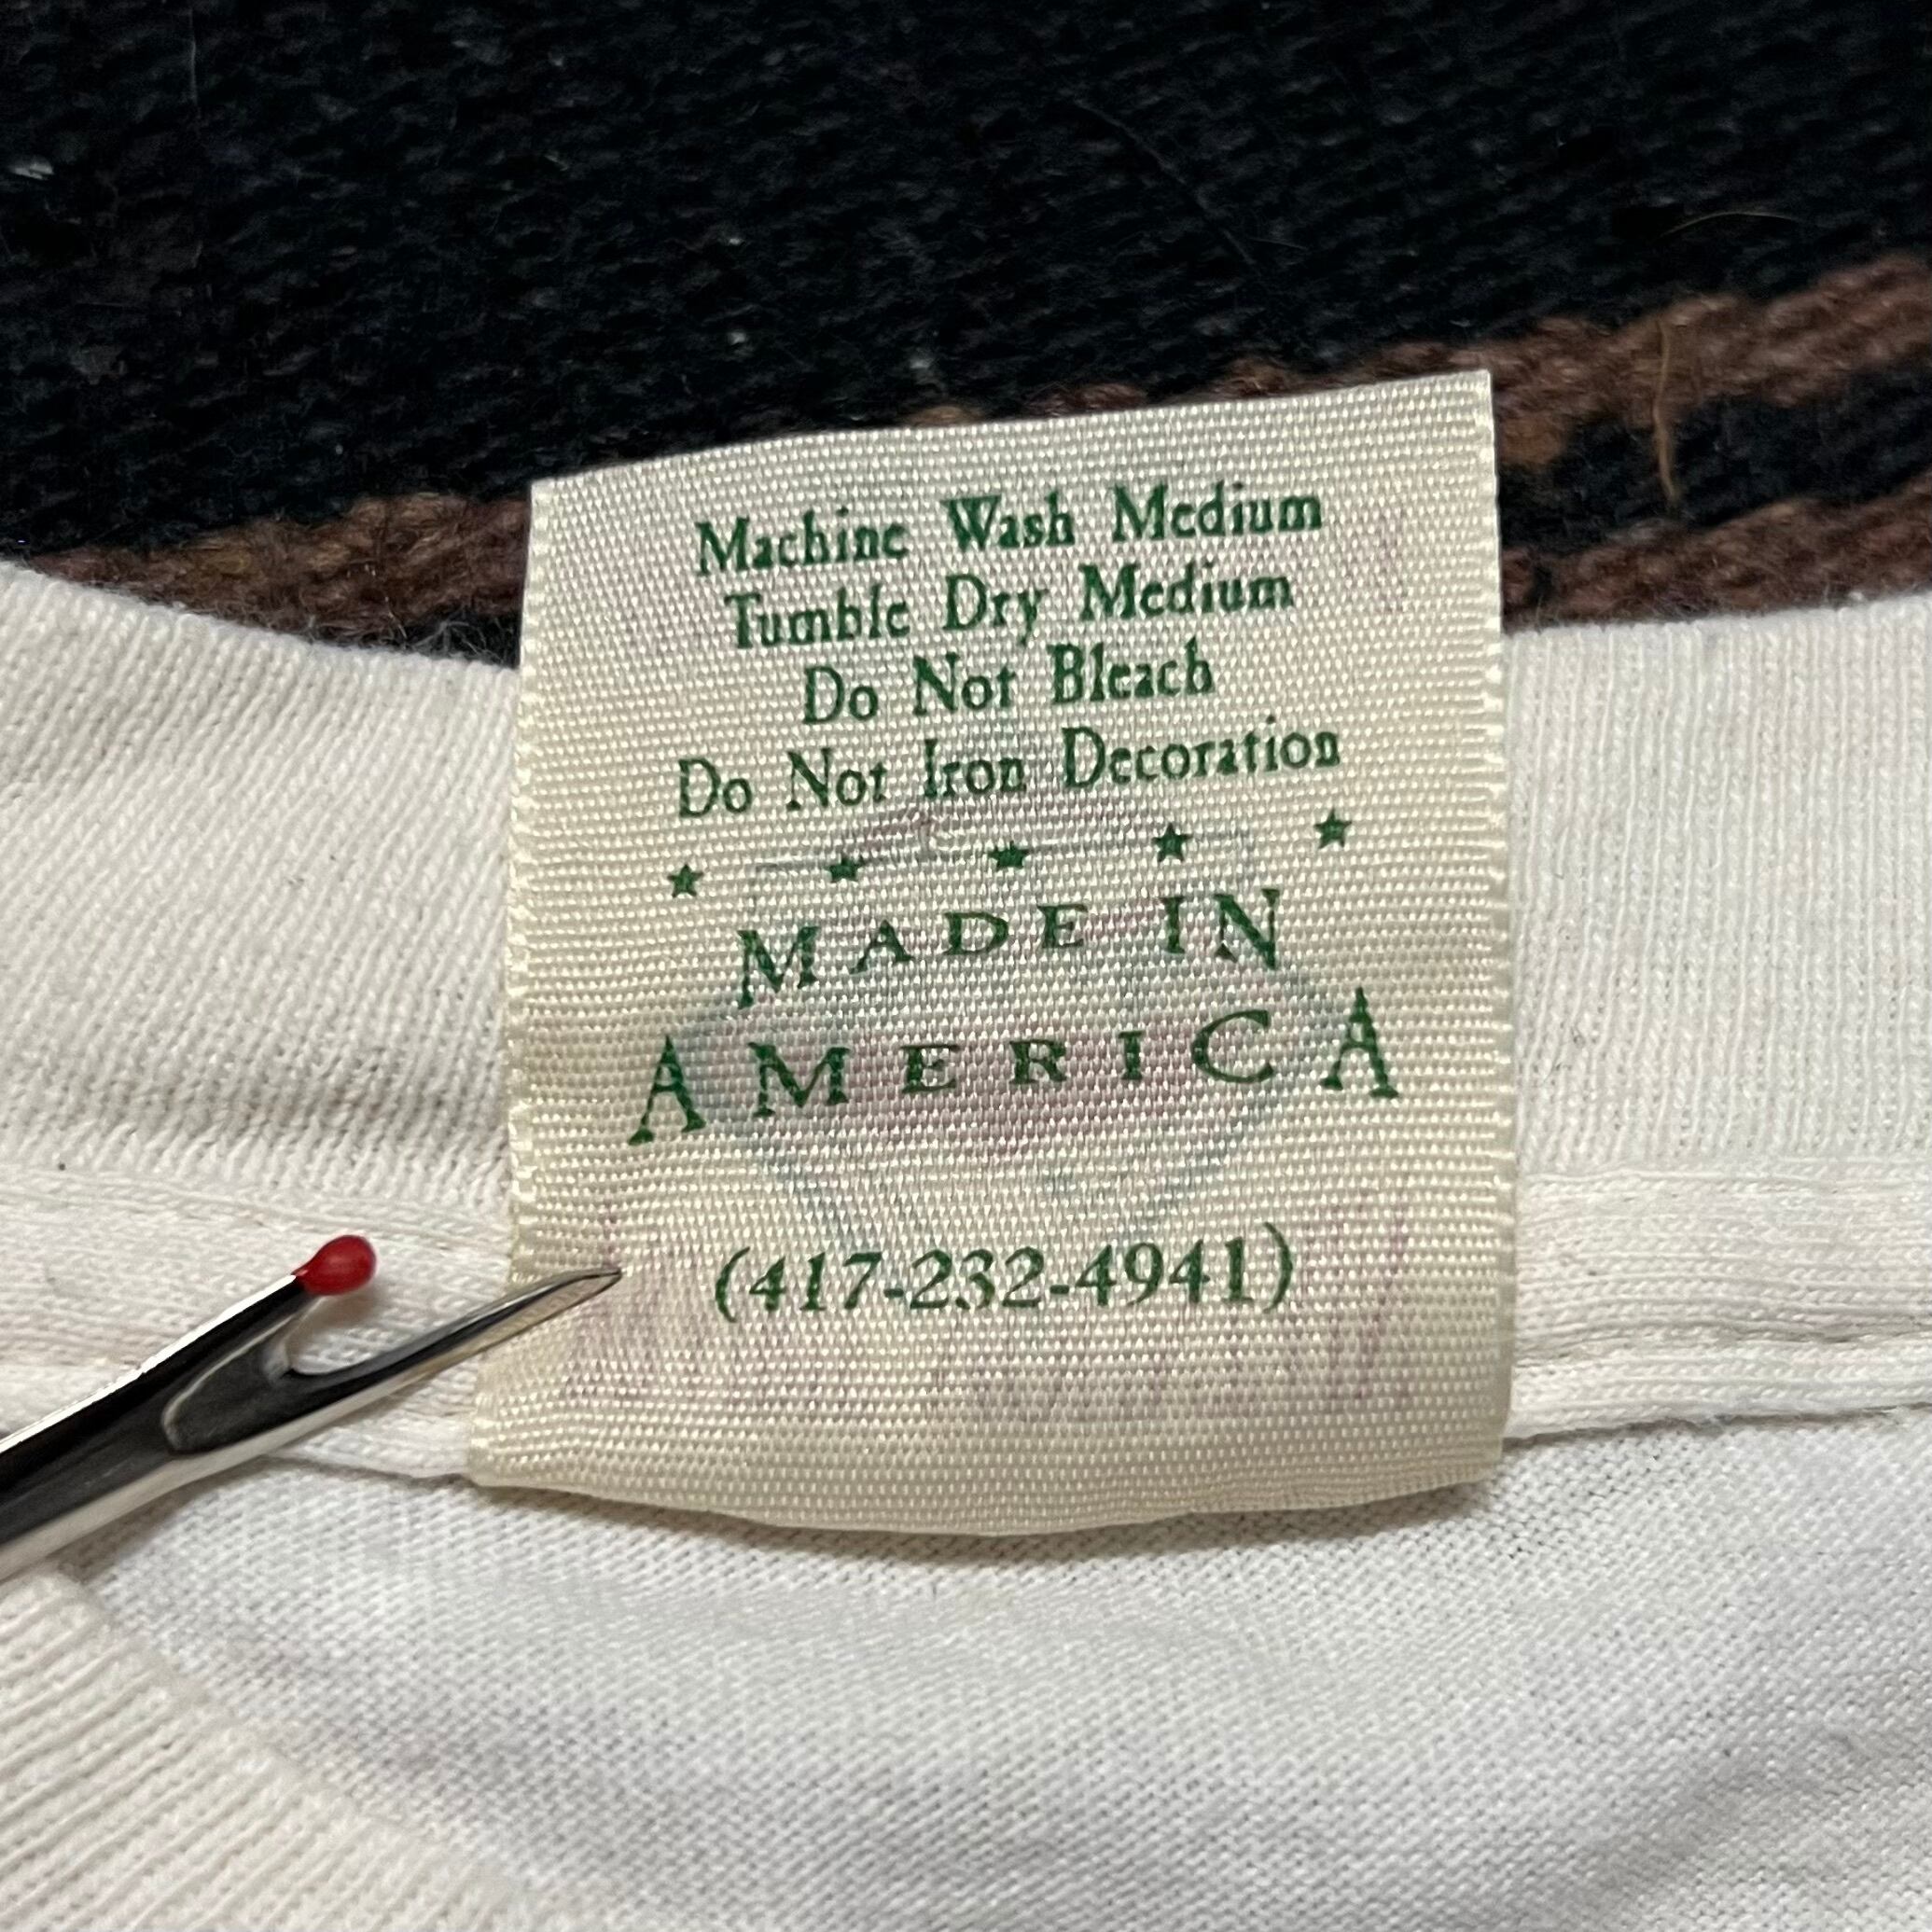 Machine Wash Medium
Tumble Dry Medium
Do Not Bleach
Do Not Iron Decoration
MADE IN
AMERICA
(417-232-4941)